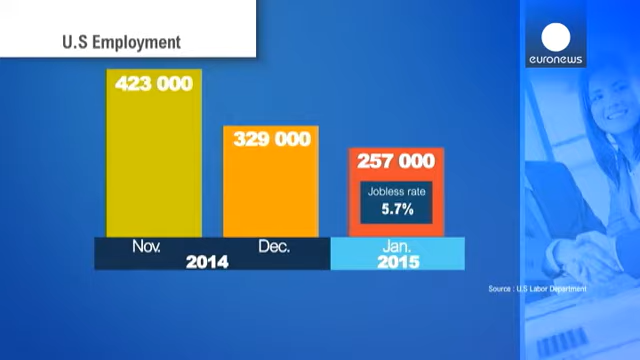 U.S Employment
euronews
423 000
329 000
257 000
Jobless rate
5.7%
Nov.
Dec.
Jan.
2014
2015
Source : U.S Labor Department